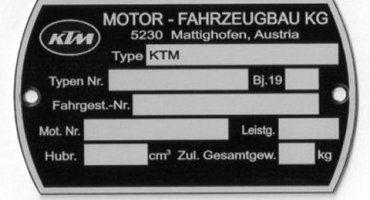 MOTOR - FAHRZEUGBAU KG
KTM
5230 Mattighofen, Austria
Type KTM
Typen Nr. Bj.19
Fahrgest.-Nr.
Mot. Nr. Leistg.
Hubr. cm³ Zul. Gesamtgew. kg